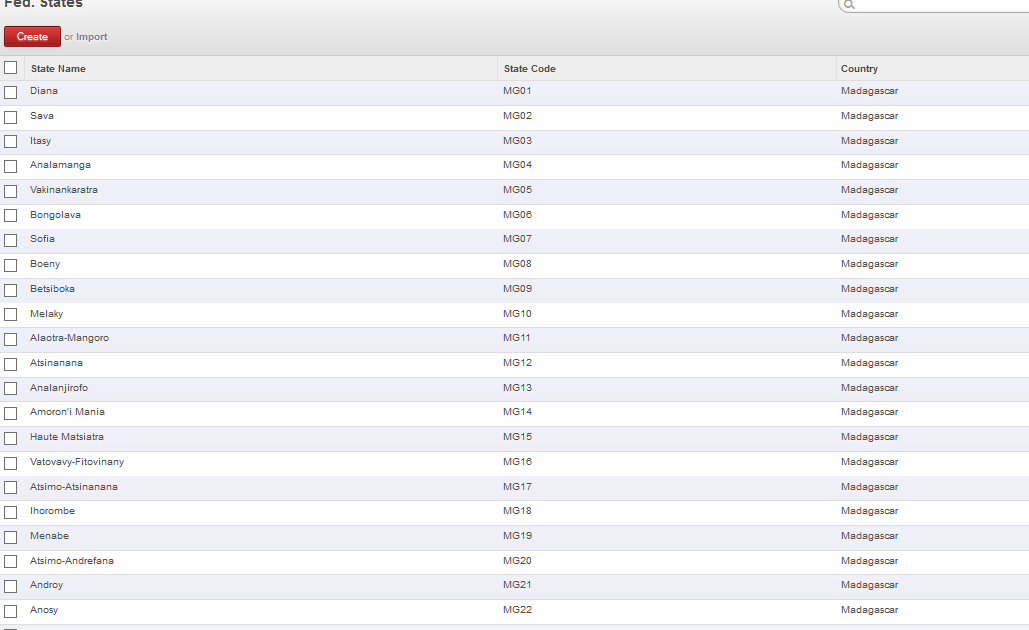 Fed. States
Create or Import
State Name State Code Country
Diana MG01 Madagascar
Sava MG02 Madagascar
Itasy MG03 Madagascar
Analamanga MG04 Madagascar
Vakinankaratra MG05 Madagascar
Bongolava MG06 Madagascar
Sofia MG07 Madagascar
Boeny MG08 Madagascar
Betsiboka MG09 Madagascar
Melaky MG10 Madagascar
Alaotra-Mangoro MG11 Madagascar
Atsinanana MG12 Madagascar
Analanjirofo MG13 Madagascar
Amoron'i Mania MG14 Madagascar
Haute Matsiatra MG15 Madagascar
Vatovavy-Fitovinany MG16 Madagascar
Atsimo-Atsinanana MG17 Madagascar
Ihorombe MG18 Madagascar
Menabe MG19 Madagascar
Atsimo-Andrefana MG20 Madagascar
Androy MG21 Madagascar
Anosy MG22 Madagascar